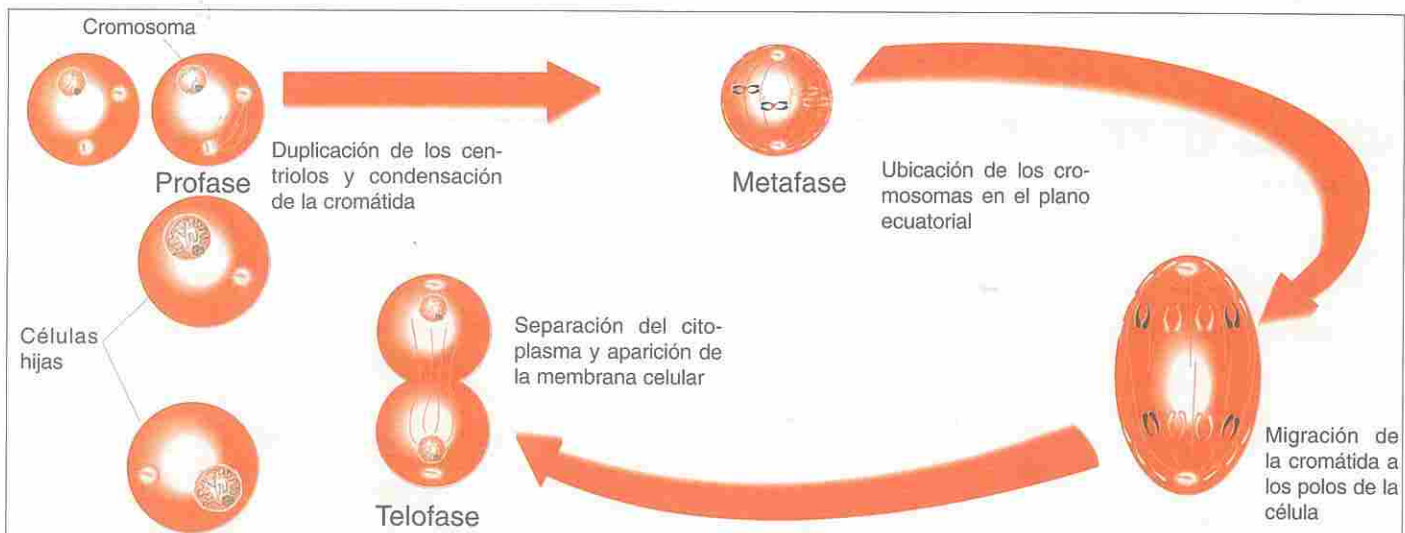 Cromosoma
Profase
Duplicación de los cen-
triolos y condensación
de la cromátida
Metafase
Ubicación de los cro-
mosomas en el plano
ecuatorial
Migración de
la cromátida a
los polos de la
célula
Separación del cito-
plasma y aparición de
la membrana celular
Telofase
Células
hijas